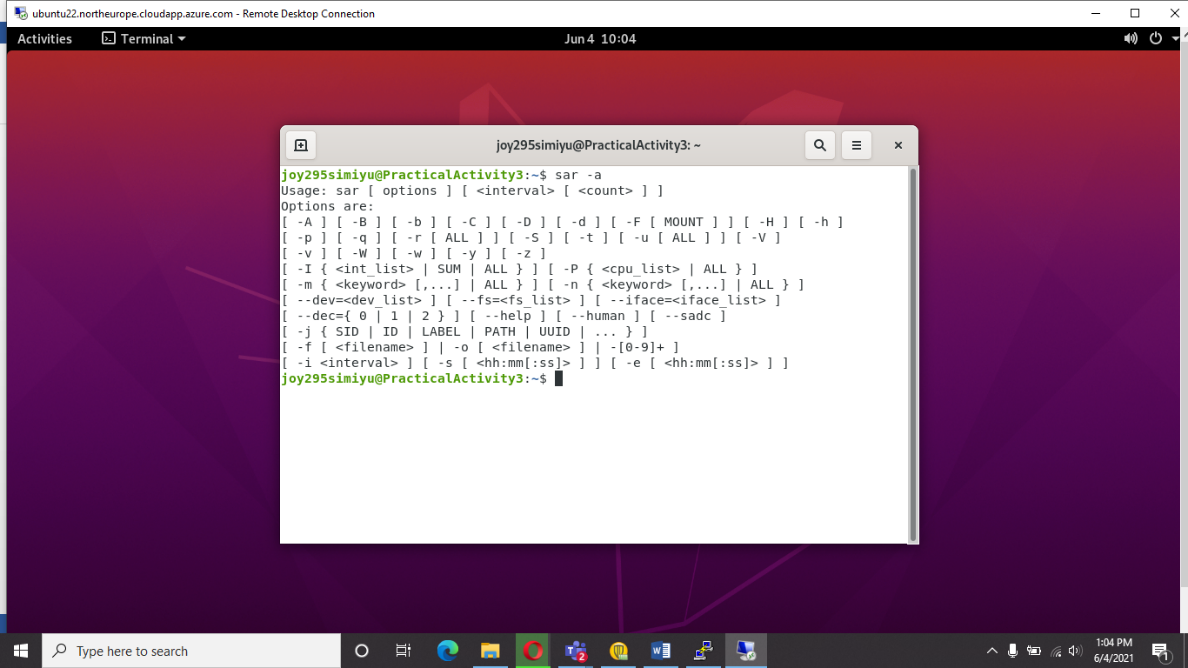 ubuntu22.northeurope.cloudapp.azure.com - Remote Desktop Connection
Activities
Terminal
Jun 4 10:04
joy295simiyu@PracticalActivity3: ~
joy295simiyu@PracticalActivity3:~$ sar -a
Usage: sar [ options ] [ <interval> [ <count> ] ]
Options are:
[ -A ] [ -B ] [ -b ] [ -C ] [ -D ] [ -d ] [ -F [ MOUNT ] ] [ -H ] [ -h ]
[ -p ] [ -q ] [ -r [ ALL ] ] [ -S ] [ -t ] [ -u [ ALL ] ] [ -V ]
[ -v ] [ -W ] [ -w ] [ -y ] [ -z ]
[ -I { <int_list> | SUM | ALL } ] [ -P { <cpu_list> | ALL } ]
[ -m { <keyword> [,...] | ALL } ] [ -n { <keyword> [,...] | ALL } ]
[ --dev=<dev_list> ] [ --fs=<fs_list> ] [ --iface=<iface_list> ]
[ --dec={ 0 | 1 | 2 } ] [ --help ] [ --human ] [ --sadc ]
[ -j { SID | ID | LABEL | PATH | UUID | ... } ]
[ -f [ <filename> ] | -o [ <filename> ] | -[0-9]+ ]
[ -i <interval> ] [ -s [ <hh:mm[:ss]> ] ] [ -e [ <hh:mm[:ss]> ] ]
joy295simiyu@PracticalActivity3:~$
Type here to search
2
1:04 PM
6/4/2021
1